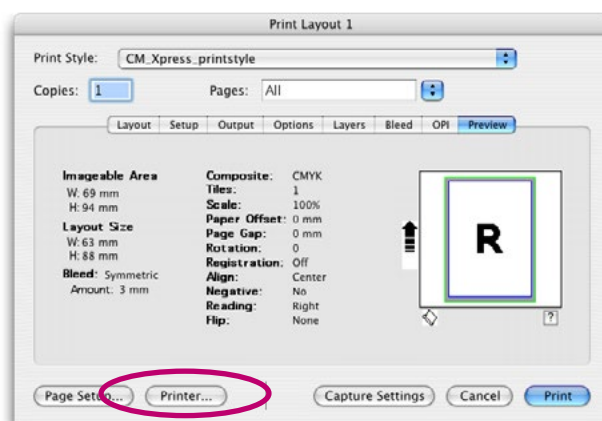 Print Layout 1
Print Style: CM_Xpress_printstyle
Copies: 1 Pages: All
Layout Setup Output Options Layers Bleed OPI Preview
Imageable Area
W: 69 mm
H: 94 mm
Layout Size
W: 63 mm
H: 88 mm
Bleed: Symmetric
Amount: 3 mm
Composite: CMYK
Tiles: 1
Scale: 100%
Paper Offset: 0 mm
Page Gap: 0 mm
Rotation: 0
Registration: Off
Align: Center
Negative: No
Reading: Right
Flip: None
R
?
Page Setup... Printer... Capture Settings Cancel Print